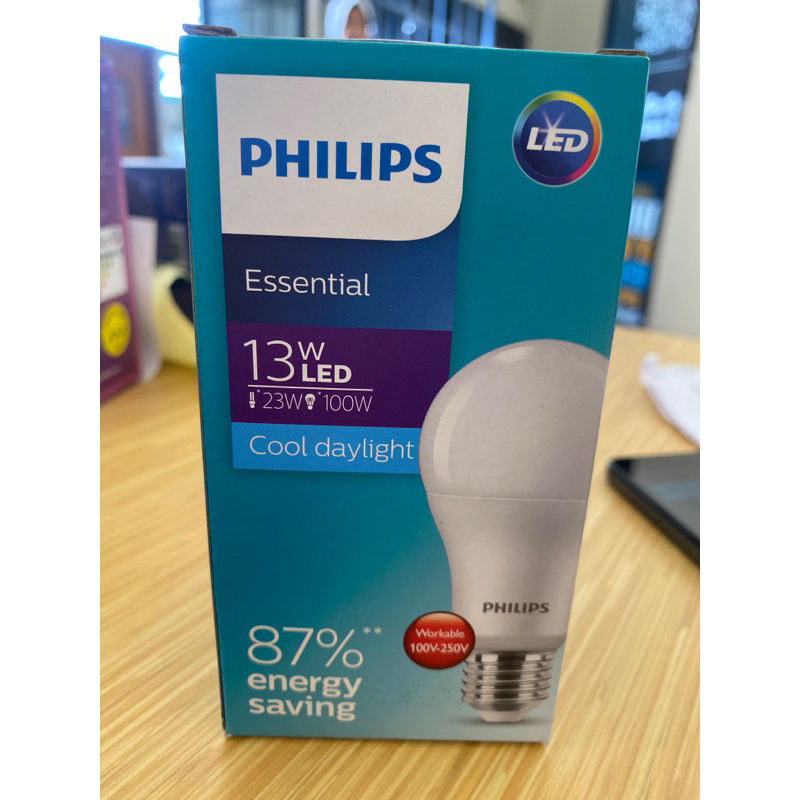 PHILIPS
LED
Essential
13W
LED
*23W *100W
Cool daylight
PHILIPS
87%**
energy
saving
Workable
100V-250V